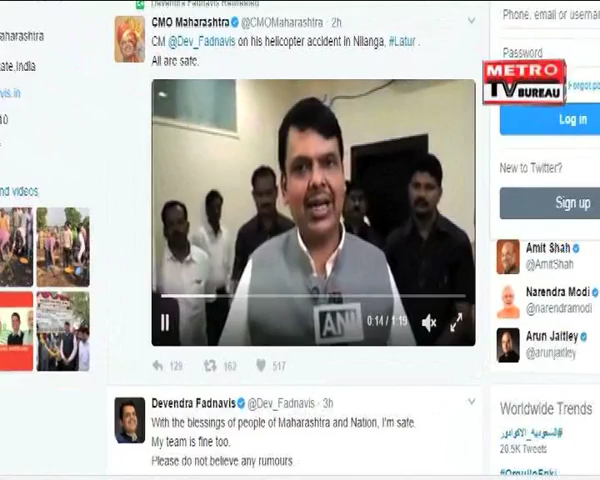 Devendra Fadnavis Retweeted
CMO Maharashtra @CMOMaharashtra · 2h
CM @Dev_Fadnavis on his helicopter accident in Nilanga, #Latur .
All are safe.
aharashtra
ate,India
vis.in
10
nd videos
ANI
0:14 / 1:19
129 162 517
Devendra Fadnavis @Dev_Fadnavis · 3h
With the blessings of people of Maharashtra and Nation, I'm safe.
My team is fine too.
Please do not believe any rumours.
Phone, email or userna
Password
METRO
TV BUREAU
Forgot pa
Log in
New to Twitter?
Sign up
Amit Shah
@AmitShah
Narendra Modi
@narendramodi
Arun Jaitley
@arunjaitley
Worldwide Trends
#السعودية_الاكوادور
20.5K Tweets